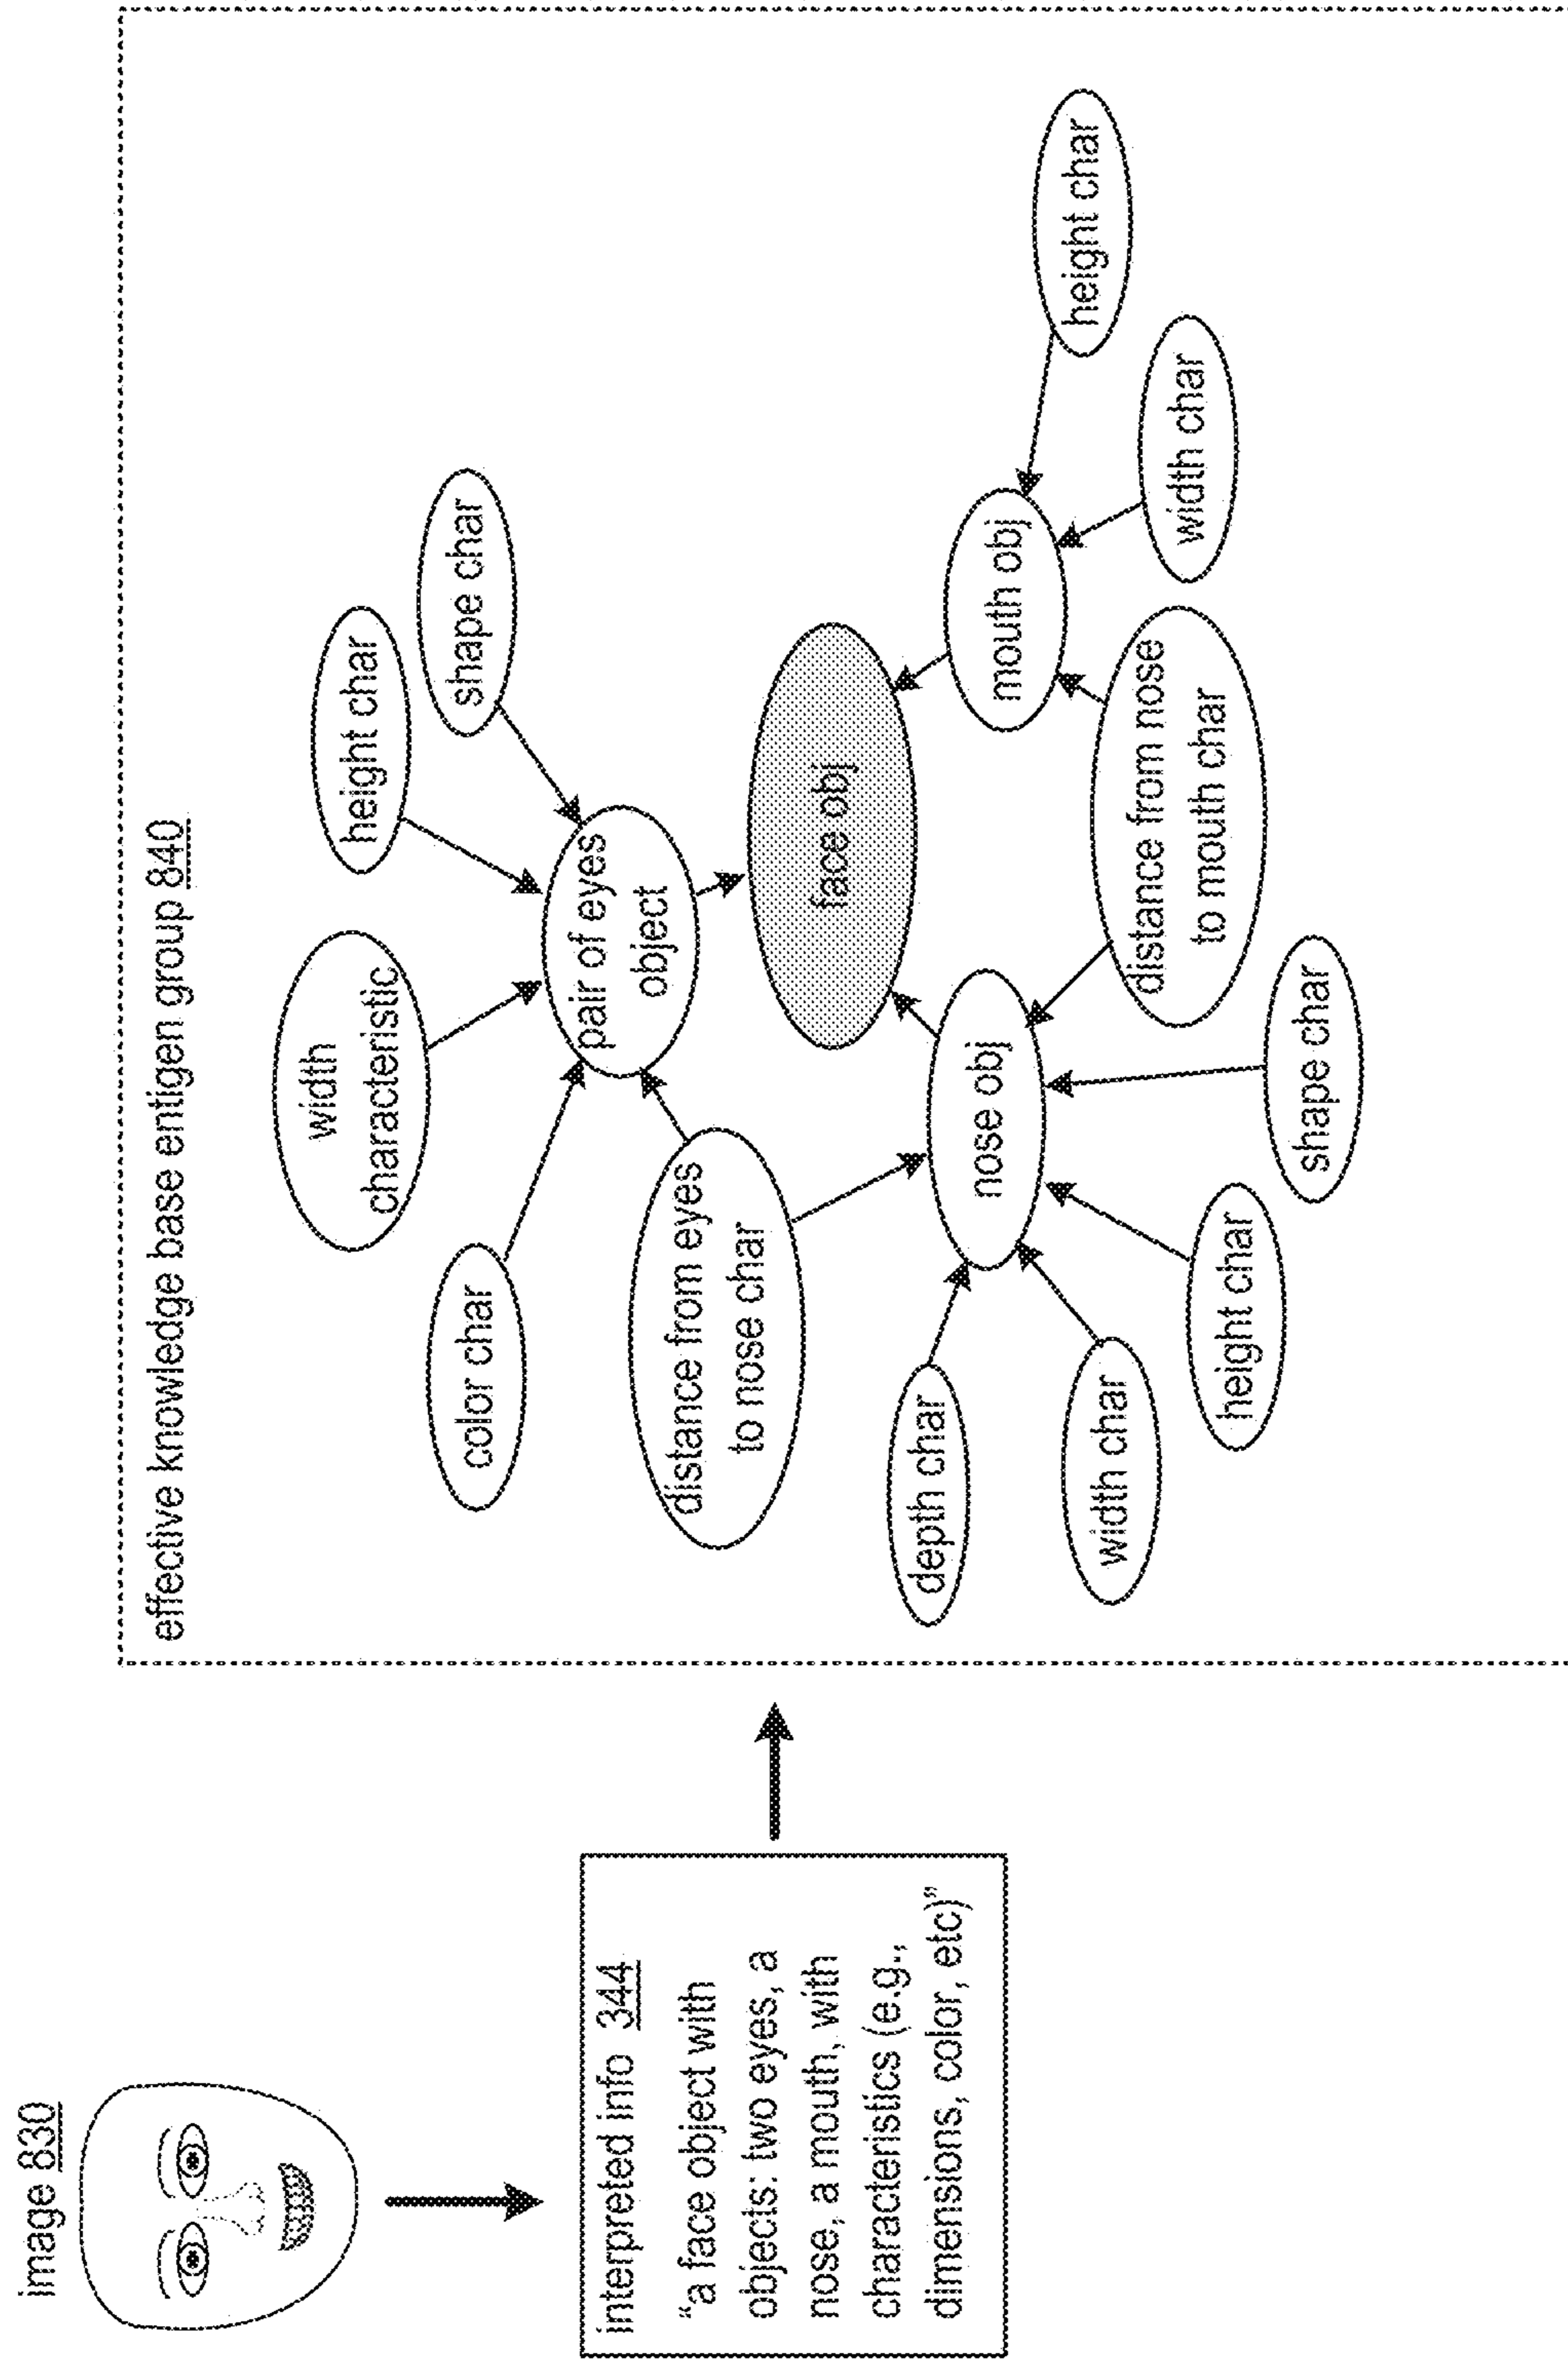 image 830
interpreted info 344
“a face object with
objects: two eyes, a
nose, a mouth, with
characteristics (e.g.,
dimensions, color, etc)”
effective knowledge base entigen group 840
width
characteristic
height char
shape char
color char
pair of eyes
object
distance from eyes
to nose char
face obj
depth char
nose obj
mouth obj
height char
width char
height char
shape char
distance from nose
to mouth char
width char